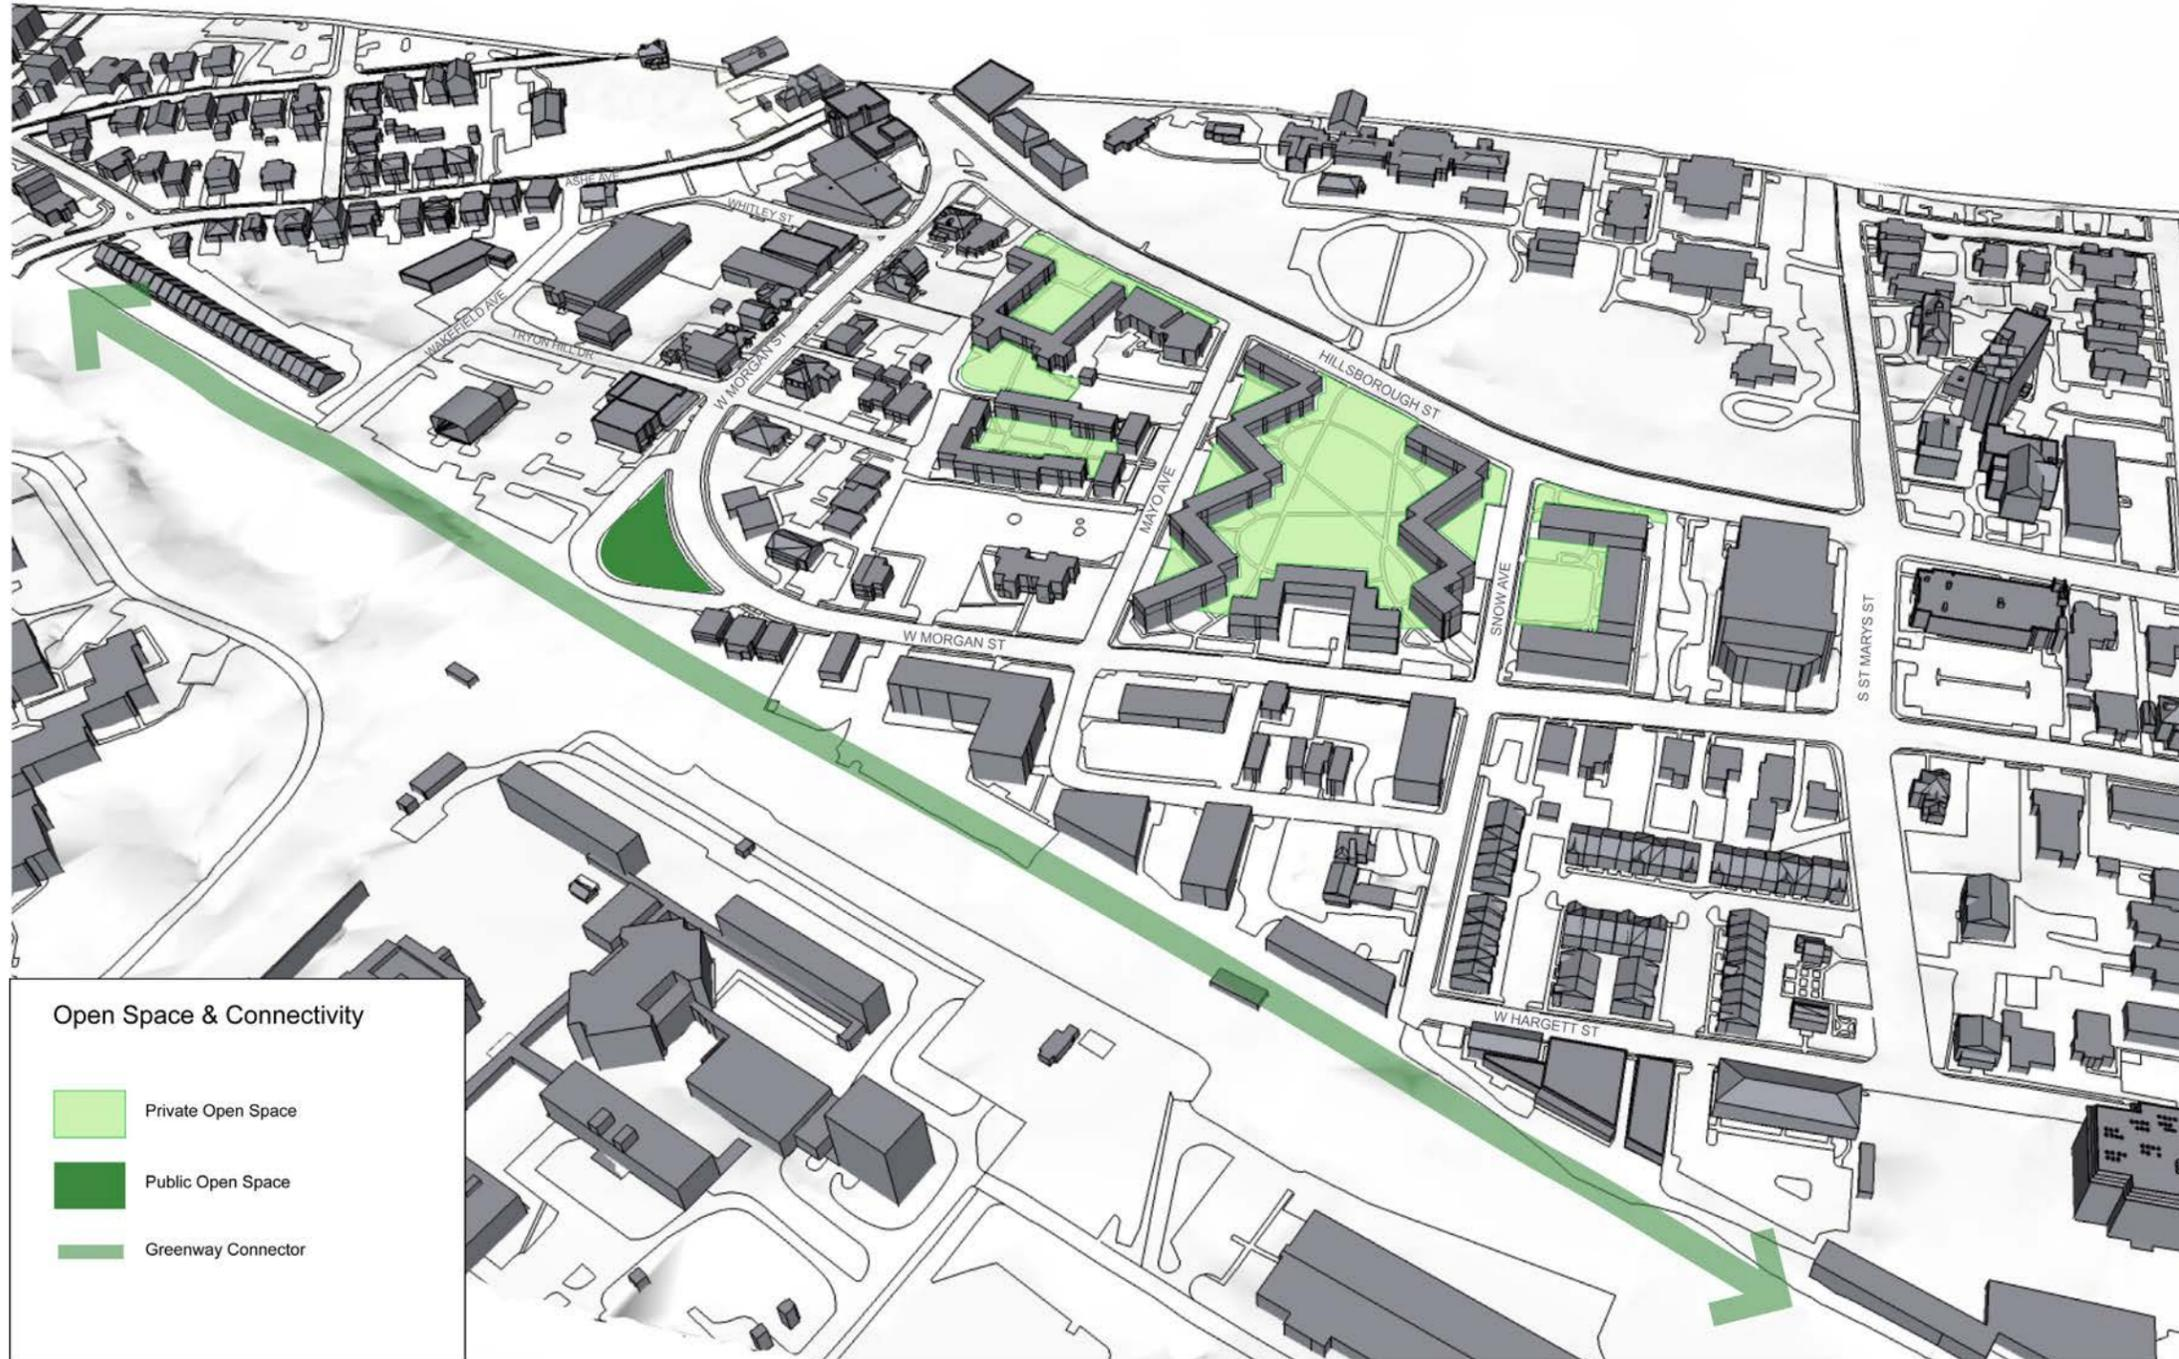 ASHE AVE
WHITLEY ST
WAKEFIELD AVE
TRYON HILL DR
W MORGAN ST
HILLSBOROUGH ST
MAYO AVE
SNOW AVE
W MORGAN ST
S ST MARYS ST
W HARGETT ST
Open Space & Connectivity
Private Open Space
Public Open Space
Greenway Connector